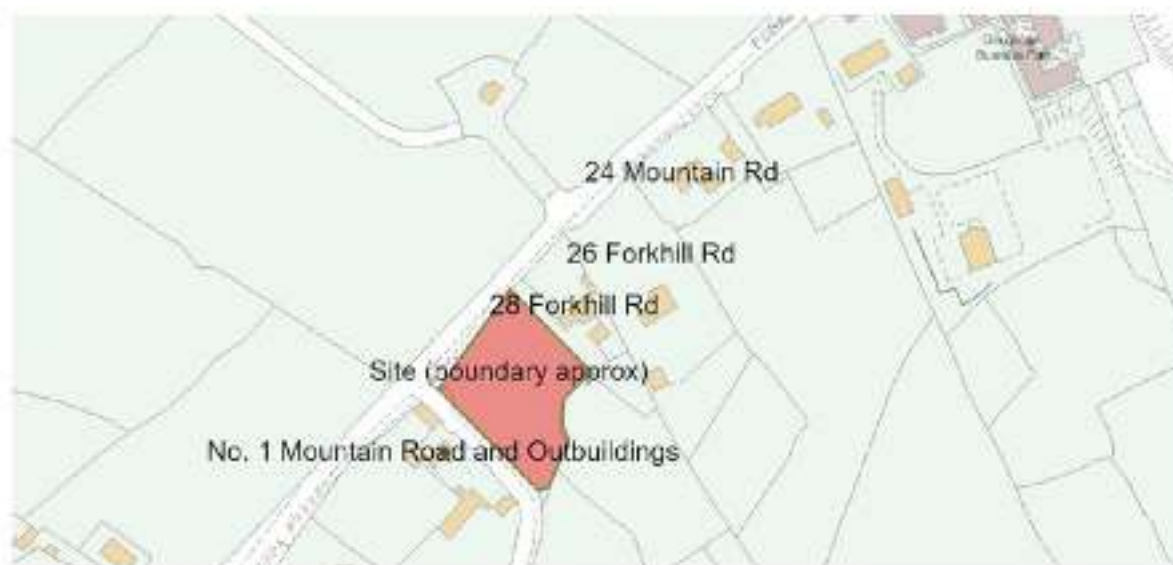 24 Mountain Rd
26 Forkhill Rd
28 Forkhill Rd
Site (boundary approx)
No. 1 Mountain Road and Outbuildings